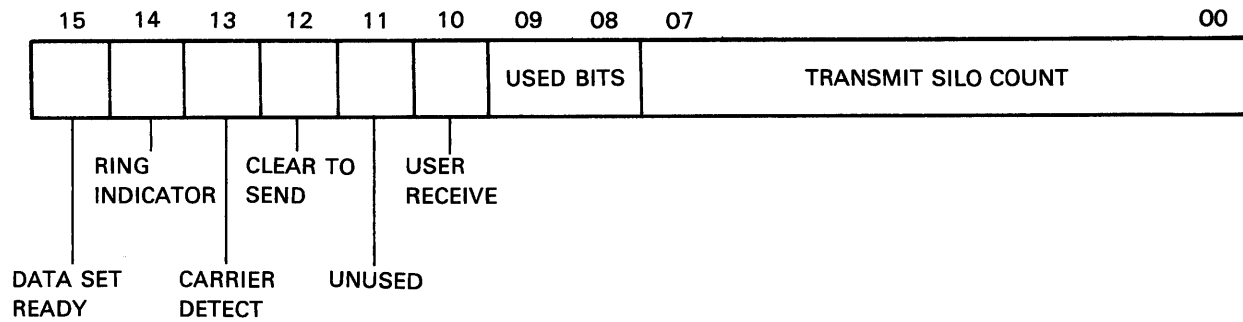 15 14 13 12 11 10 09 08 07 00
USED BITS TRANSMIT SILO COUNT
RING INDICATOR
CLEAR TO SEND
USER RECEIVE
DATA SET READY
CARRIER DETECT
UNUSED